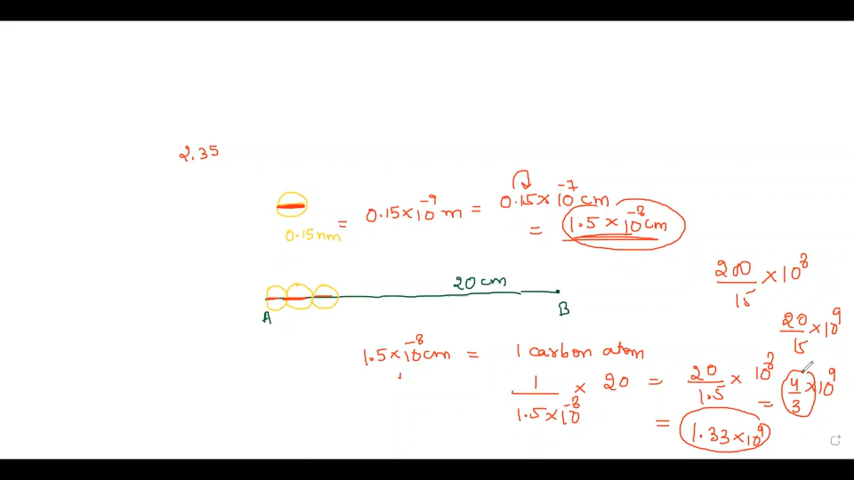 2.35
0.15nm
= 0.15×10⁻⁹ m = 0.15×10⁻⁷ cm
= 1.5×10⁻⁸ cm
20 cm
A B
200/15 × 10⁸
20/15 × 10⁹
1.5×10⁻⁸ cm = 1 carbon atom
1/1.5×10⁻⁸ × 20 = 20/1.5 × 10⁸ = 4/3 × 10⁹
= 1.33×10⁹